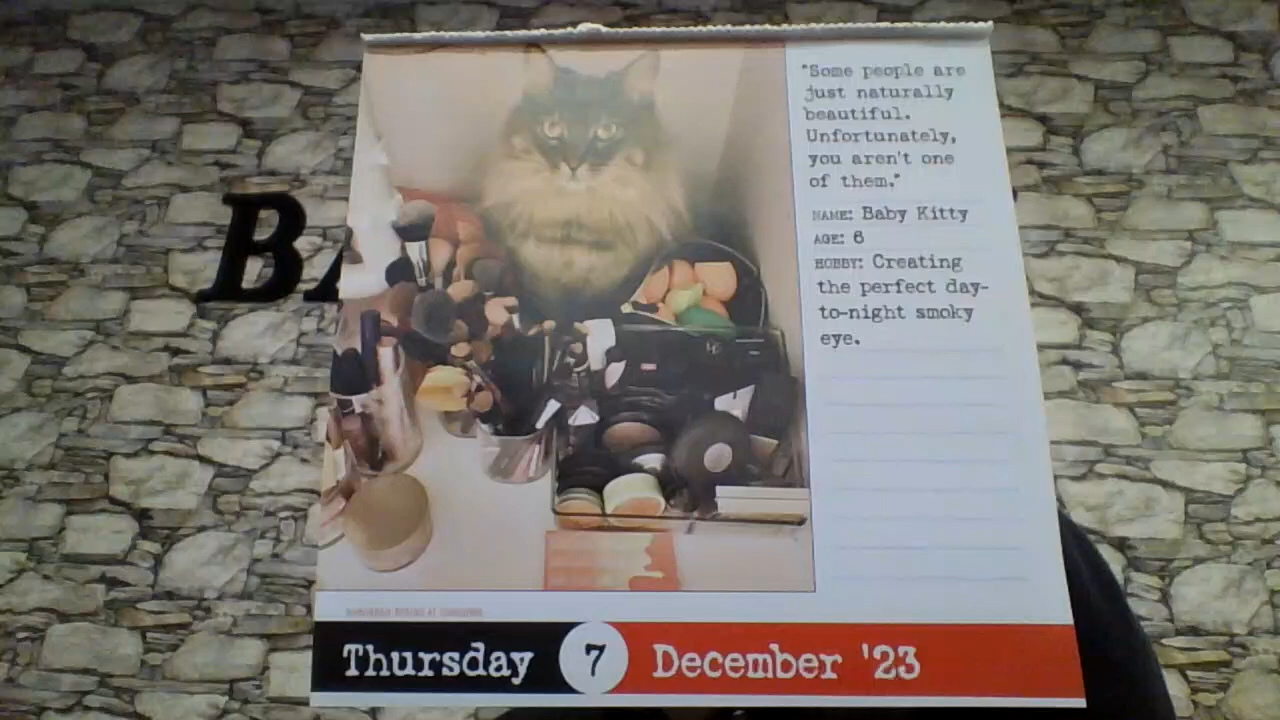 "Some people are
just naturally
beautiful.
Unfortunately,
you aren't one
of them."
NAME: Baby Kitty
AGE: 6
HOBBY: Creating
the perfect day-
to-night smoky
eye.
Thursday 7 December '23